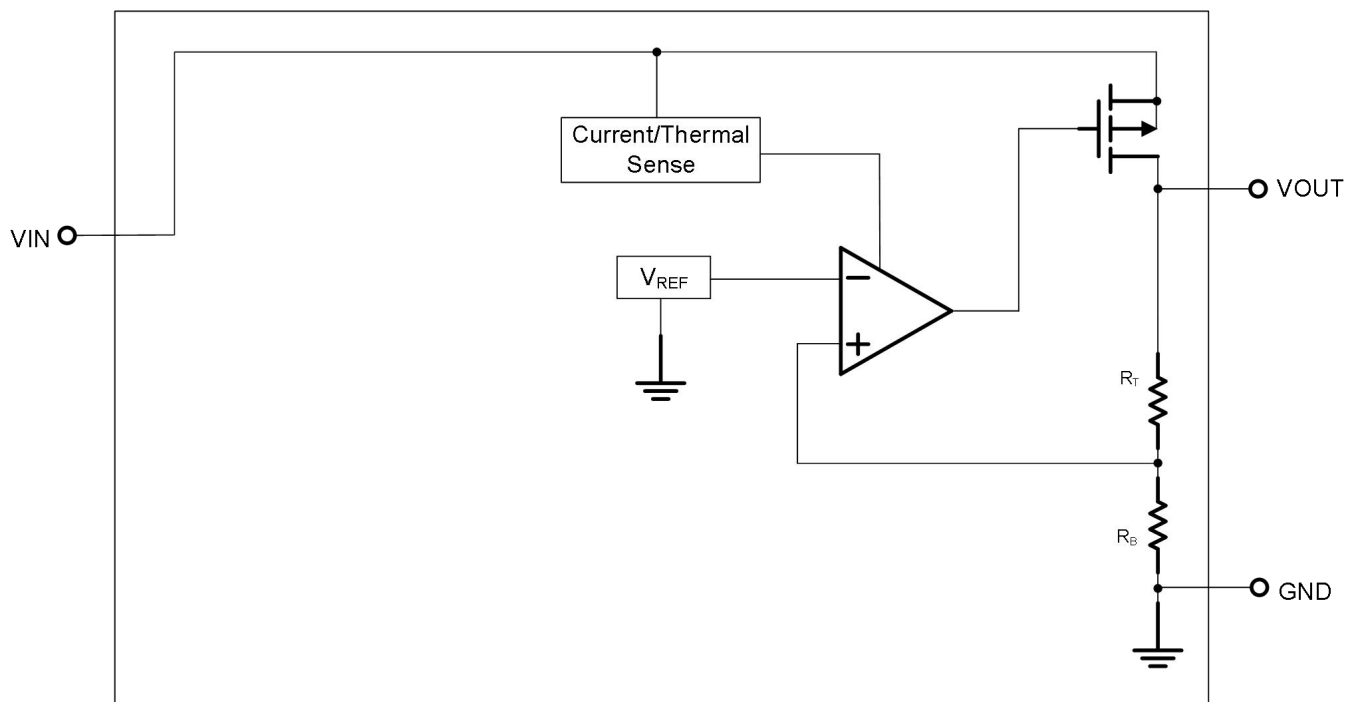 Current/Thermal
Sense
VOUT
VIN
VREF
−
+
RT
RB
GND